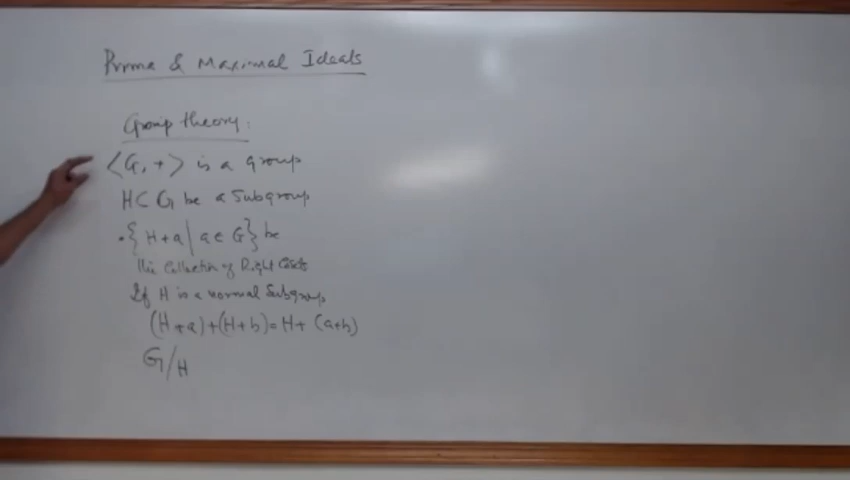 Prime & Maximal Ideals
Group theory:
<G, +> is a group
H ⊂ G be a Subgroup
.{H+a | a ∈ G} be
the Collection of Right Cosets
If H is a normal Subgroup
(H+a)+(H+b)=H+(a+b)
G/H